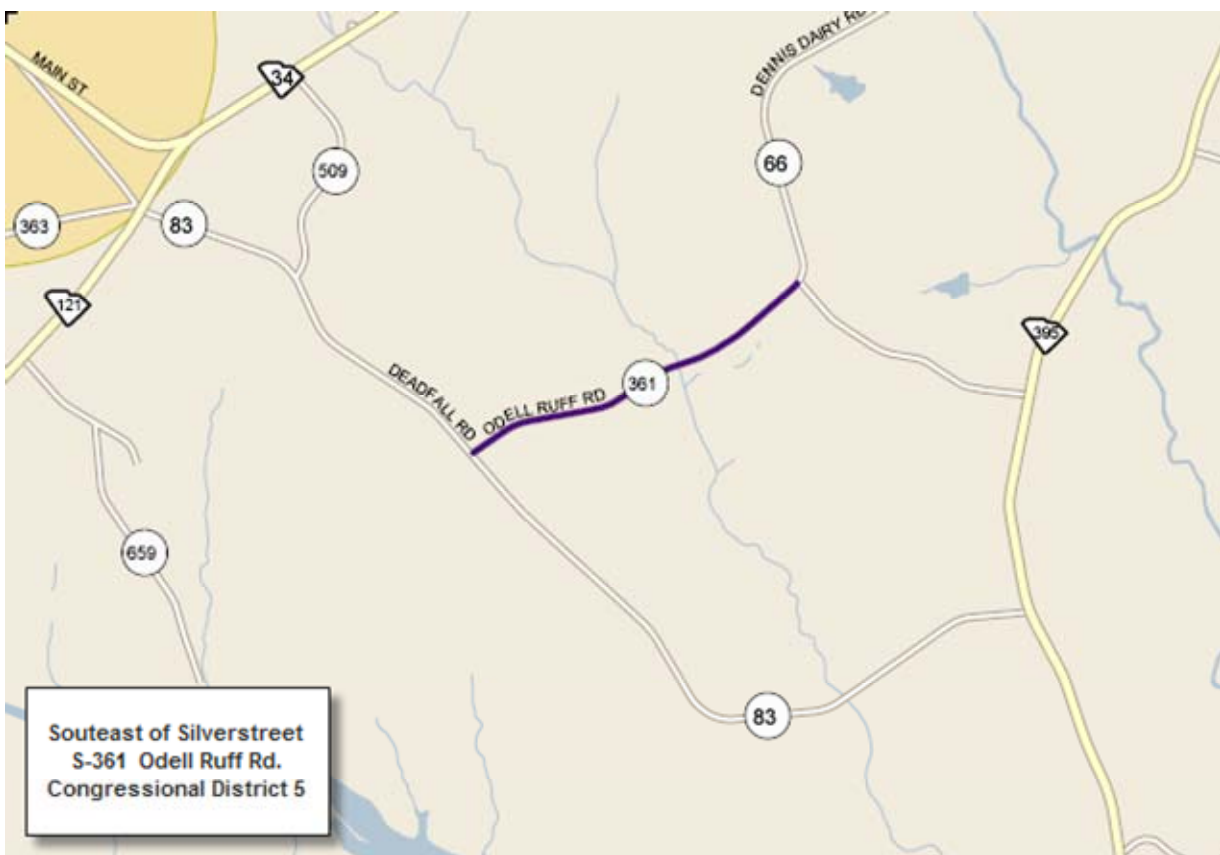 MAIN ST
34
DENNIS DAIRY RD
509
66
363
83
121
395
DEADFALL RD
ODELL RUFF RD
361
659
83
Souteast of Silverstreet
S-361 Odell Ruff Rd.
Congressional District 5